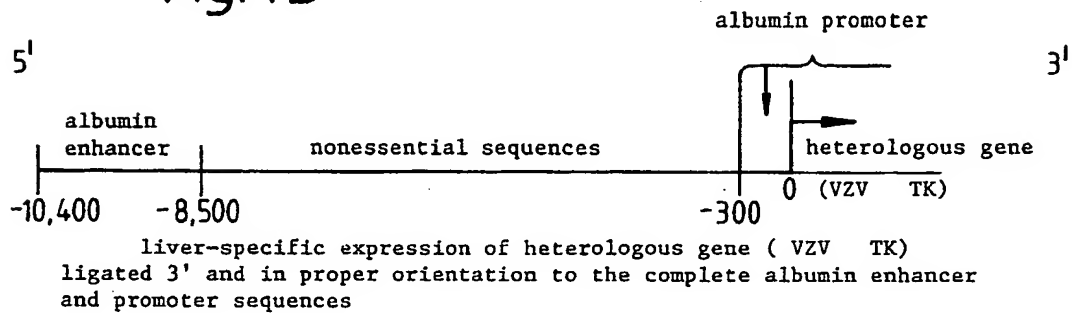 albumin promoter
5' 3'
albumin
enhancer nonessential sequences heterologous gene
-10,400 -8,500 -300 0 (VZV TK)
liver-specific expression of heterologous gene ( VZV TK)
ligated 3' and in proper orientation to the complete albumin enhancer
and promoter sequences